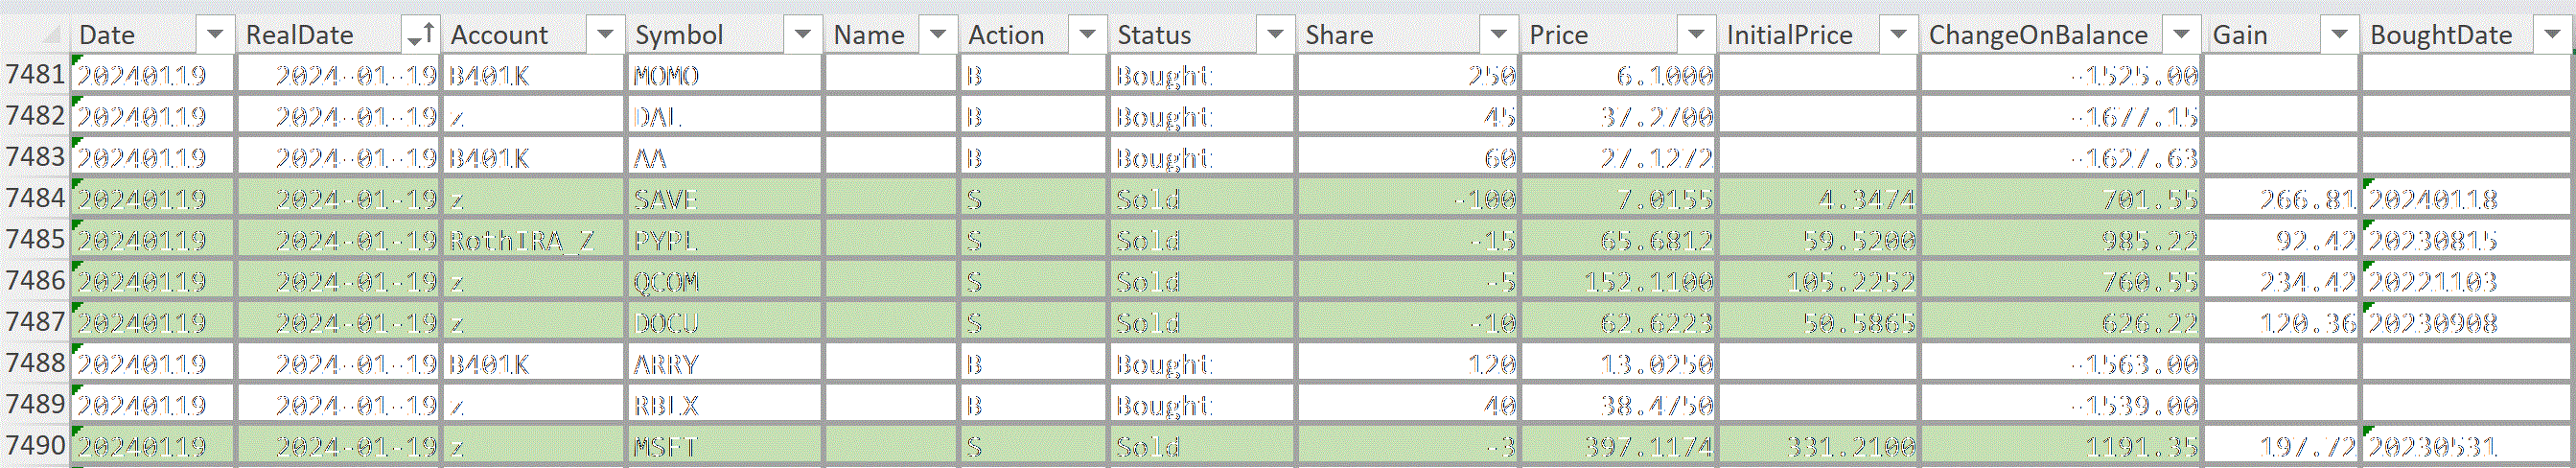 Date RealDate Account Symbol Name Action Status Share Price InitialPrice ChangeOnBalance Gain BoughtDate
7481 20240119 2024-01-19 B401K MOMO B Bought 250 6.1000 -1525.00
7482 20240119 2024-01-19 z DAL B Bought 45 37.2700 -1677.15
7483 20240119 2024-01-19 B401K AA B Bought 60 27.1272 -1627.63
7484 20240119 2024-01-19 z SAVE S Sold -100 7.0155 4.3474 701.55 266.81 20240118
7485 20240119 2024-01-19 RothIRA_Z PYPL S Sold -15 65.6812 59.5200 985.22 92.42 20230815
7486 20240119 2024-01-19 z QCOM S Sold -5 152.1100 105.2252 760.55 234.42 20221103
7487 20240119 2024-01-19 z DOCU S Sold -10 62.6223 50.5865 626.22 120.36 20230908
7488 20240119 2024-01-19 B401K ARRY B Bought 120 13.0250 -1563.00
7489 20240119 2024-01-19 z RBLX B Bought 40 38.4750 -1539.00
7490 20240119 2024-01-19 z MSFT S Sold -3 397.1174 331.2100 1191.35 197.72 20230531